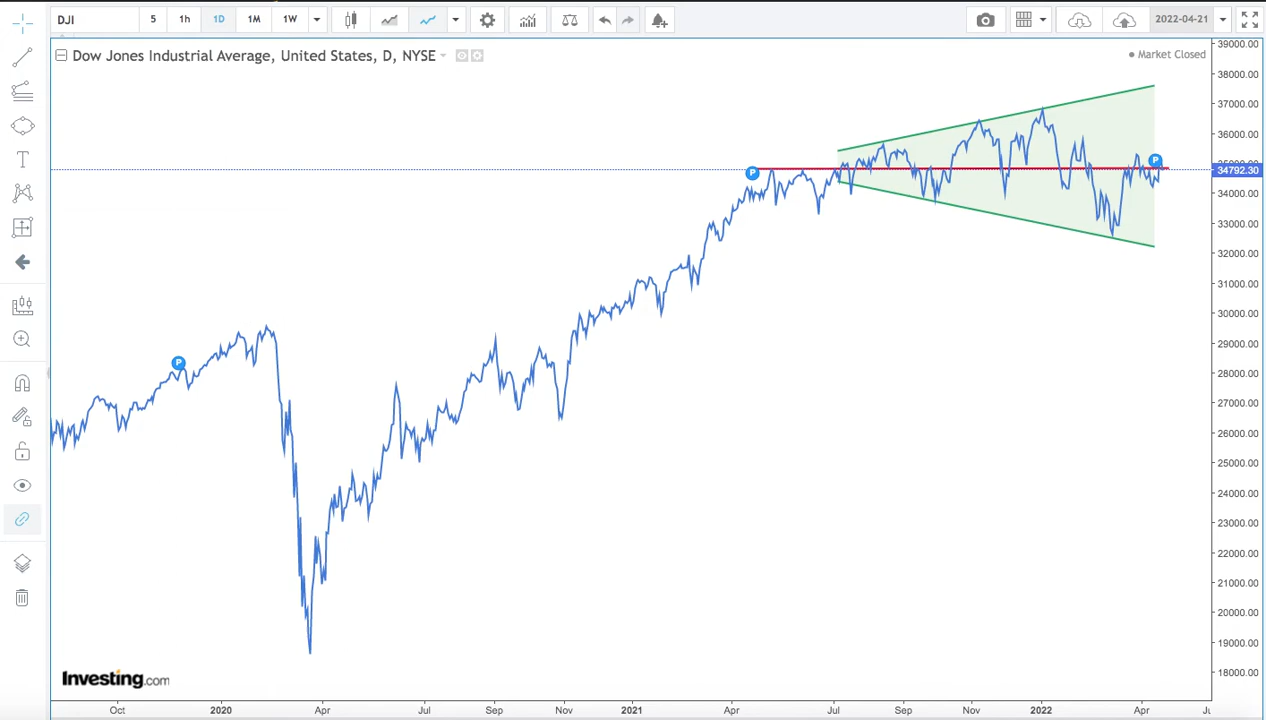 DJI 5 1h 1D 1M 1W 2022-04-21
Dow Jones Industrial Average, United States, D, NYSE
Market Closed
39000.00
38000.00
37000.00
36000.00
35000.00
34792.30
34000.00
33000.00
32000.00
31000.00
30000.00
29000.00
28000.00
27000.00
26000.00
25000.00
24000.00
23000.00
22000.00
21000.00
20000.00
19000.00
18000.00
P
P
P
T
Investing.com
Oct 2020 Apr Jul Sep Nov 2021 Apr Jul Sep Nov 2022 Apr